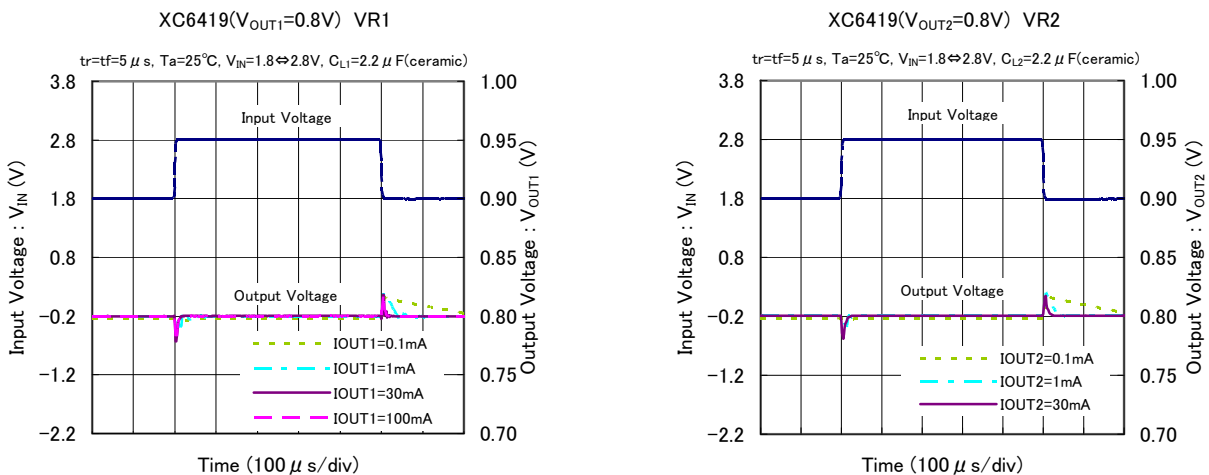 XC6419(VOUT1=0.8V) VR1
tr=tf=5 μ s, Ta=25℃, VIN=1.8⇔2.8V, CL1=2.2 μ F(ceramic)
Input Voltage : VIN (V)
3.8
2.8
1.8
0.8
−0.2
−1.2
−2.2
Input Voltage
Output Voltage
IOUT1=0.1mA
IOUT1=1mA
IOUT1=30mA
IOUT1=100mA
1.00
0.95
0.90
0.85
0.80
0.75
0.70
Output Voltage : VOUT1 (V)
Time (100 μ s/div)
XC6419(VOUT2=0.8V) VR2
tr=tf=5 μ s, Ta=25℃, VIN=1.8⇔2.8V, CL2=2.2 μ F(ceramic)
Input Voltage : VIN (V)
3.8
2.8
1.8
0.8
−0.2
−1.2
−2.2
Input Voltage
Output Voltage
IOUT2=0.1mA
IOUT2=1mA
IOUT2=30mA
1.00
0.95
0.90
0.85
0.80
0.75
0.70
Output Voltage : VOUT2 (V)
Time (100 μ s/div)